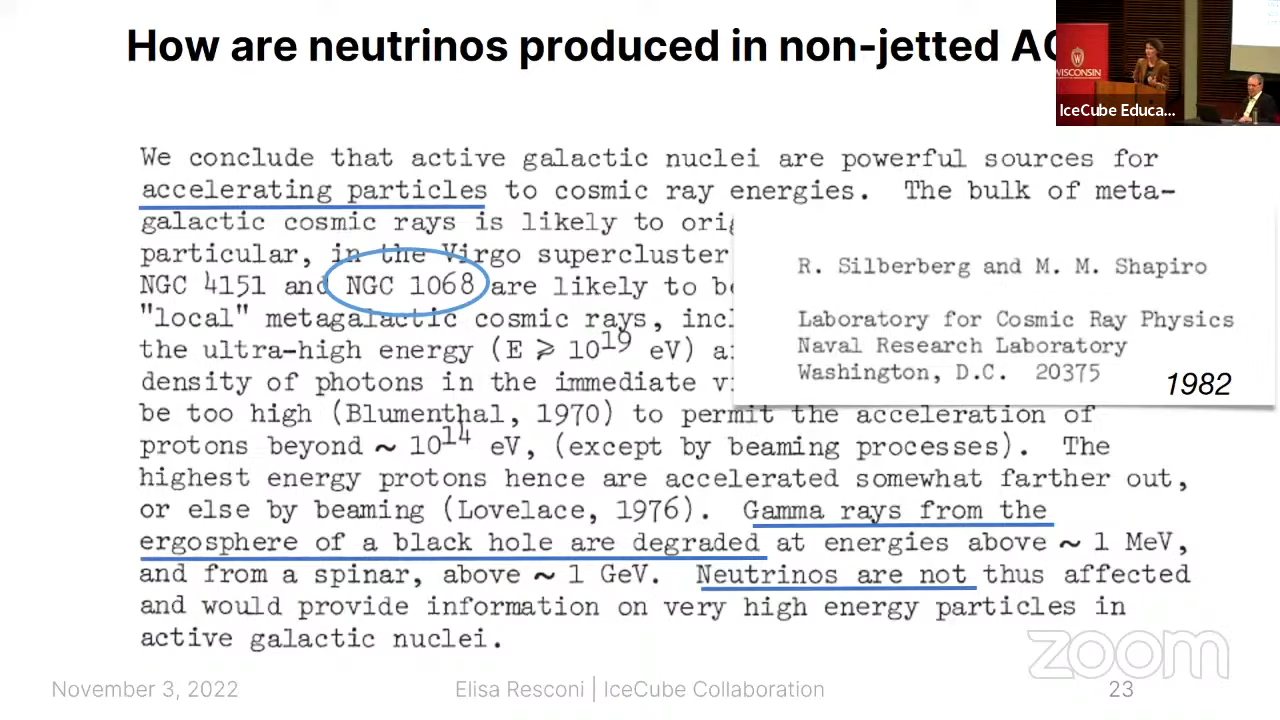 How are neutrinos produced in non-jetted
WISCONSIN
IceCube Educa...
We conclude that active galactic nuclei are powerful sources for
accelerating particles to cosmic ray energies. The bulk of meta-
galactic cosmic rays is likely to
particular, in the Virgo supercluster
NGC 4151 and NGC 1068 are likely to
"local" metagalactic cosmic rays,
the ultra-high energy (E ⩾ 10¹⁹ eV)
density of photons in the immediate
be too high (Blumenthal, 1970) to permit the acceleration of
protons beyond ~ 10¹⁴ eV, (except by beaming processes). The
highest energy protons hence are accelerated somewhat farther out,
or else by beaming (Lovelace, 1976). Gamma rays from the
ergosphere of a black hole are degraded at energies above ~ 1 MeV,
and from a spinar, above ~ 1 GeV. Neutrinos are not thus affected
and would provide information on very high energy particles in
active galactic nuclei.
R. Silberberg and M. M. Shapiro
Laboratory for Cosmic Ray Physics
Naval Research Laboratory
Washington, D.C. 20375
1982
zoom
November 3, 2022
Elisa Resconi | IceCube Collaboration
23